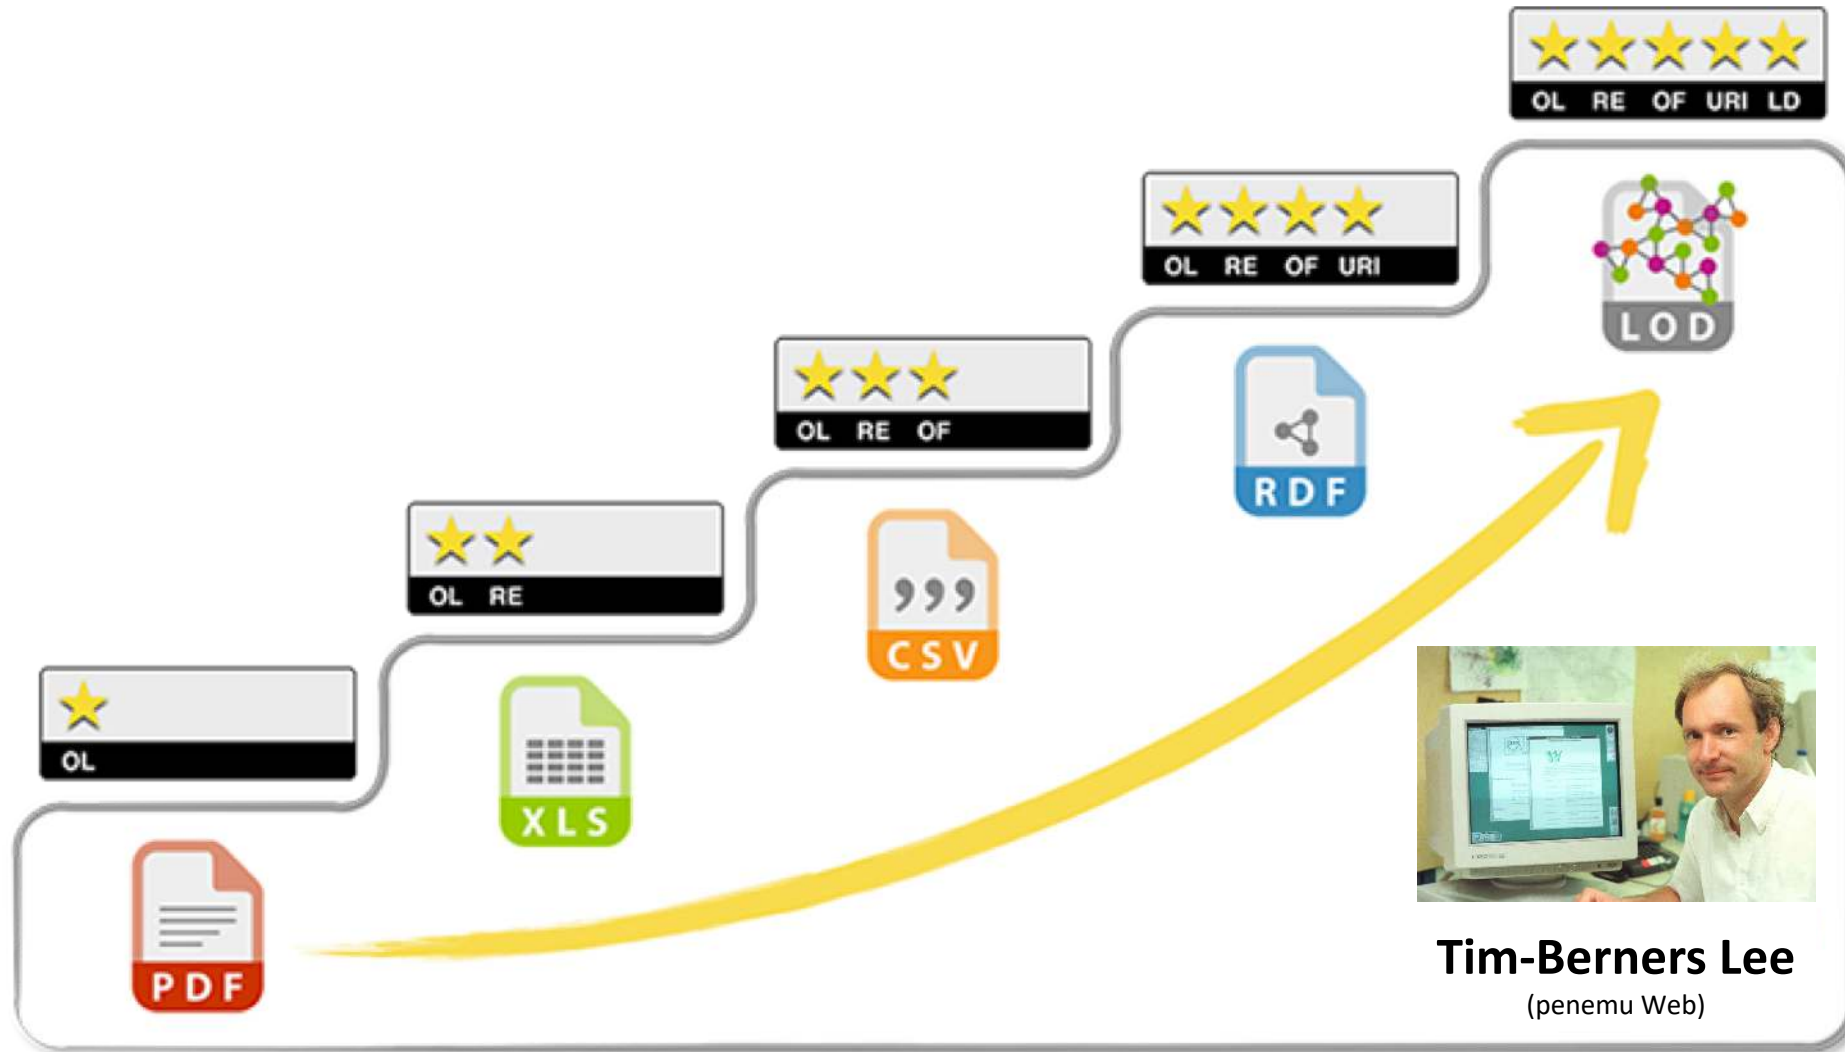 OL RE OF URI LD
OL RE OF URI
LOD
OL RE OF
RDF
OL RE
CSV
OL
XLS
PDF
Tim-Berners Lee
(penemu Web)